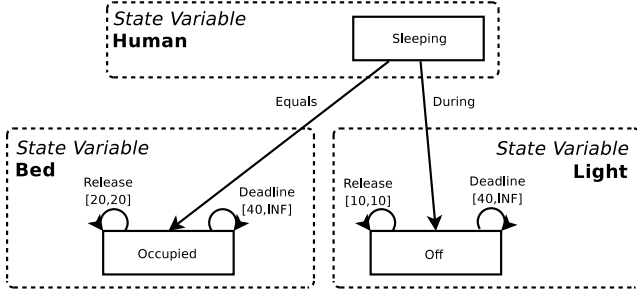 State Variable
Human
Sleeping
Equals
During
State Variable
Bed
Release
[20,20]
Deadline
[40,INF]
Occupied
State Variable
Light
Release
[10,10]
Deadline
[40,INF]
Off